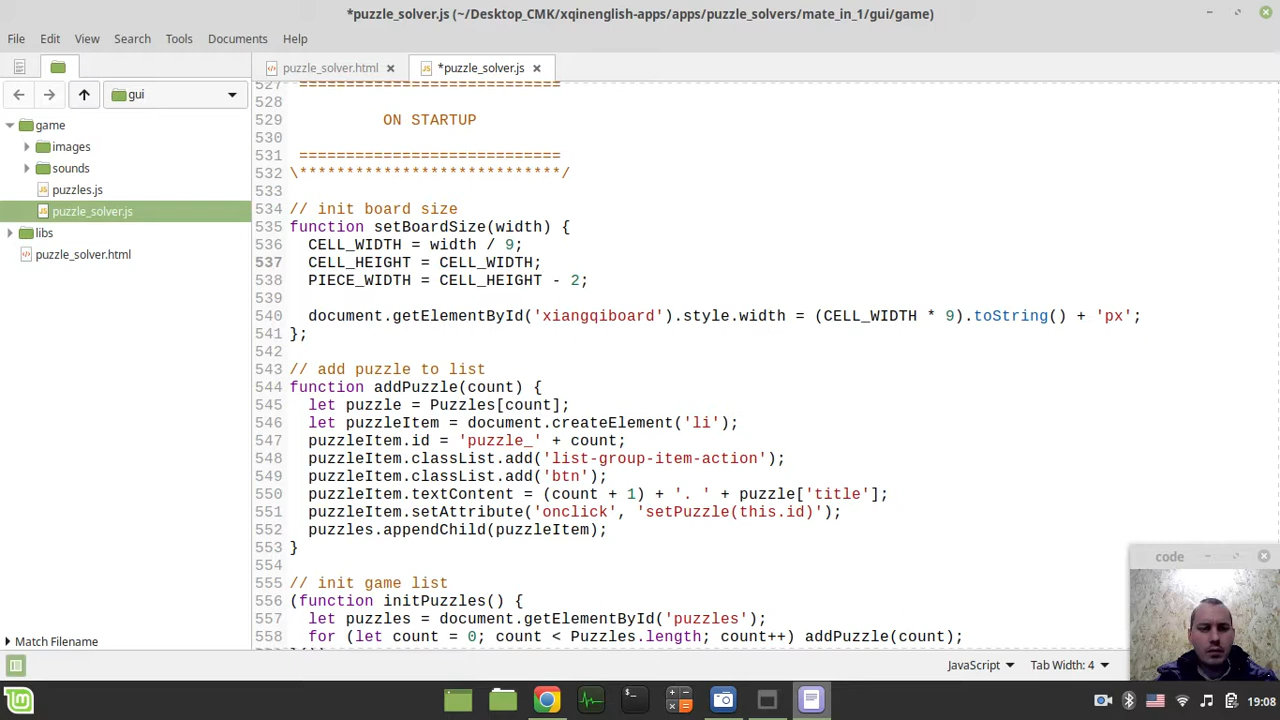 *puzzle_solver.js (~/Desktop_CMK/xqinenglish-apps/apps/puzzle_solvers/mate_in_1/gui/game)
File Edit View Search Tools Documents Help
puzzle_solver.html
*puzzle_solver.js
gui
game
images
sounds
puzzles.js
puzzle_solver.js
libs
puzzle_solver.html
Match Filename
527 ============================
528
529 ON STARTUP
530
531 ============================
532 \****************************/
533
534 // init board size
535 function setBoardSize(width) {
536 CELL_WIDTH = width / 9;
537 CELL_HEIGHT = CELL_WIDTH;
538 PIECE_WIDTH = CELL_HEIGHT - 2;
539
540 document.getElementById('xiangqiboard').style.width = (CELL_WIDTH * 9).toString() + 'px';
541 };
542
543 // add puzzle to list
544 function addPuzzle(count) {
545 let puzzle = Puzzles[count];
546 let puzzleItem = document.createElement('li');
547 puzzleItem.id = 'puzzle_' + count;
548 puzzleItem.classList.add('list-group-item-action');
549 puzzleItem.classList.add('btn');
550 puzzleItem.textContent = (count + 1) + '. ' + puzzle['title'];
551 puzzleItem.setAttribute('onclick', 'setPuzzle(this.id)');
552 puzzles.appendChild(puzzleItem);
553 }
554
555 // init game list
556 (function initPuzzles() {
557 let puzzles = document.getElementById('puzzles');
558 for (let count = 0; count < Puzzles.length; count++) addPuzzle(count);
code
JavaScript Tab Width: 4
19:08